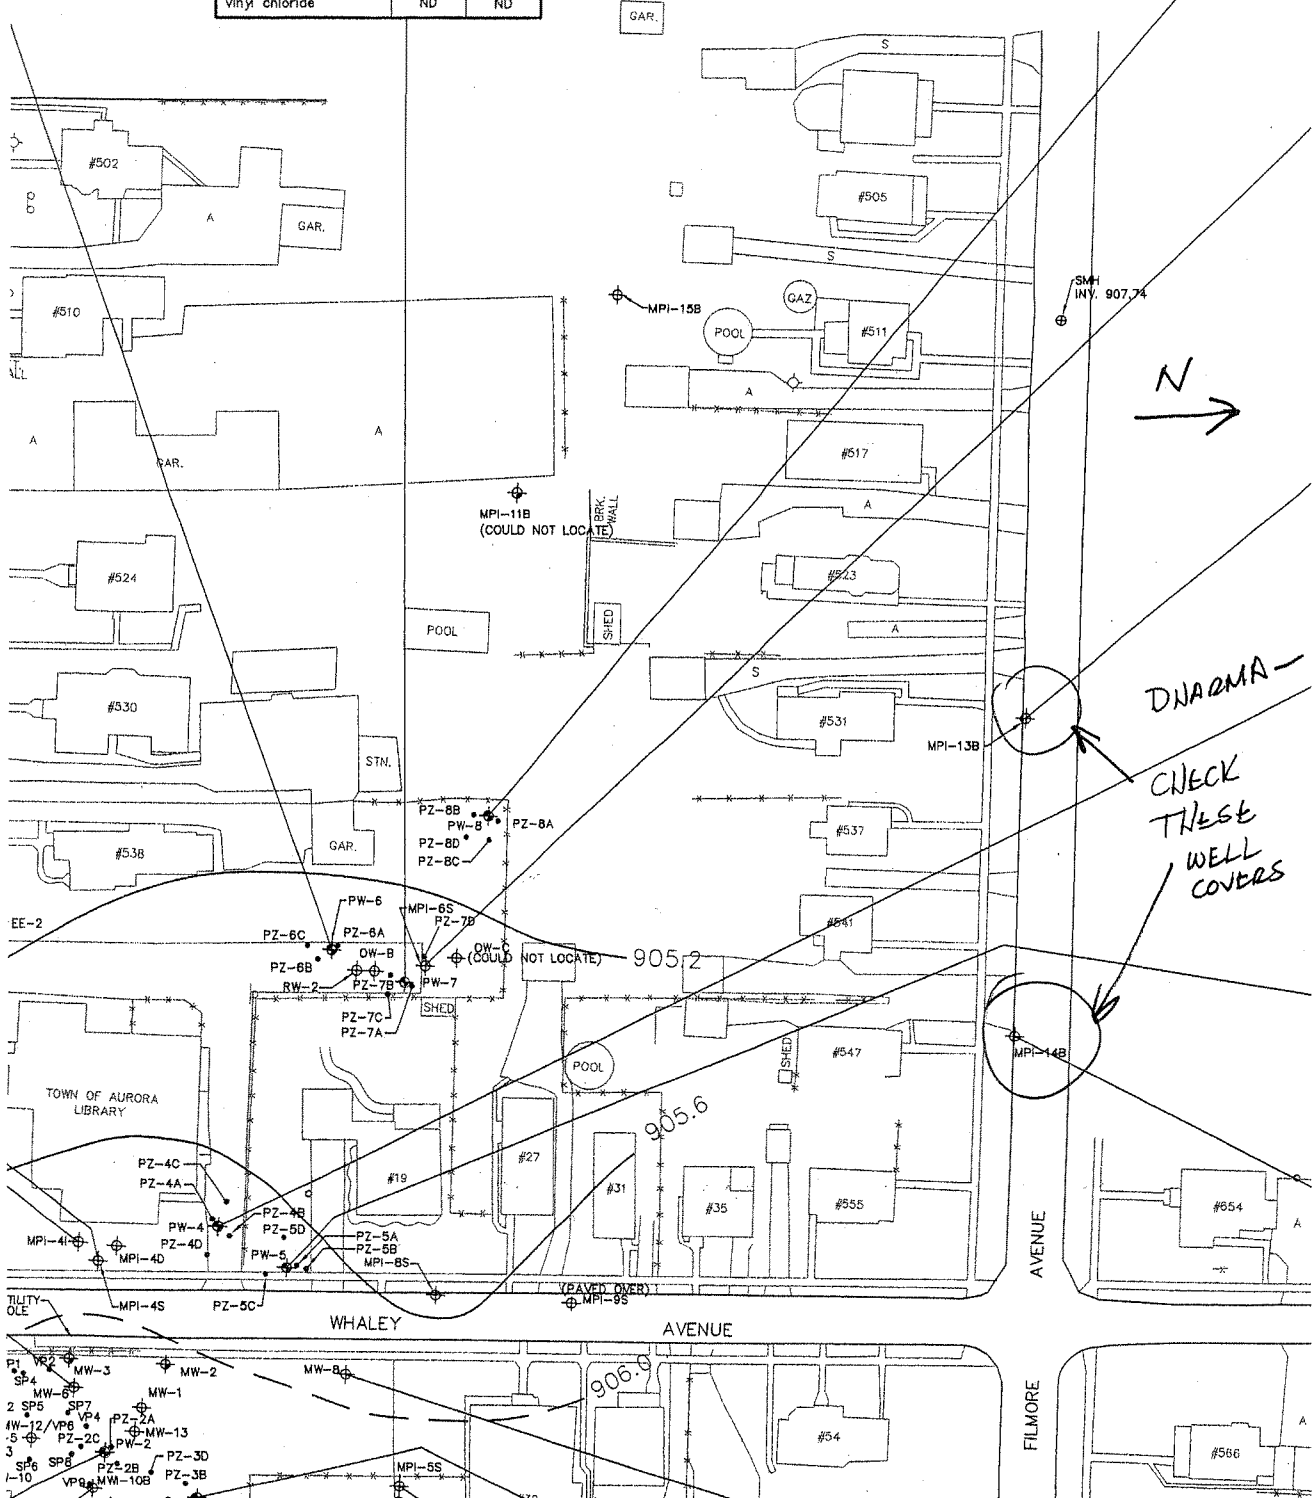 vinyl chloride ND ND
GAR.
S
#502
A
GAR.
#505
S
#510
SMH
INV. 907.74
MPI-15B
GAZ
POOL
#511
N
A
A
A
GAR.
#517
MPI-11B
(COULD NOT LOCATE)
BRK.
WALL
A
#524
#523
POOL
SHED
A
S
DHARMA-
#530
#531
MPI-13B
STN.
CHECK
THESE
WELL
COVERS
PZ-8B
PW-8
PZ-8A
PZ-8D
PZ-8C
#537
#538
GAR.
PW-6
MPI-6S
PZ-7D
#541
EE-2
PZ-6C
PZ-6A
OW-B
OW-C
(COULD NOT LOCATE)
905.2
PZ-6B
RW-2
PZ-7B
PW-7
PZ-7C
PZ-7A
SHED
SHED
#547
MPI-14B
POOL
TOWN OF AURORA
LIBRARY
905.6
PZ-4C
PZ-4A
#19
#27
#31
#35
#555
#654
A
PW-4
PZ-4B
PZ-5D
MPI-4I
MPI-4D
PZ-4D
PW-5
PZ-5A
PZ-5B
MPI-8S
AVENUE
MPI-4S
PZ-5C
(PAVED OVER)
MPI-9S
WHALEY AVENUE
VP2
MW-3
MW-2
MW-8
906.0
SP4
MW-6
MW-1
SP5
SP7
VP4
PZ-2A
MW-12/VP6
MW-13
PZ-2C
PW-2
#54
FILMORE
A
#566
SP6
SP8
PZ-2B
PZ-3D
VP9
MWI-10B
PZ-3B
MPI-5S